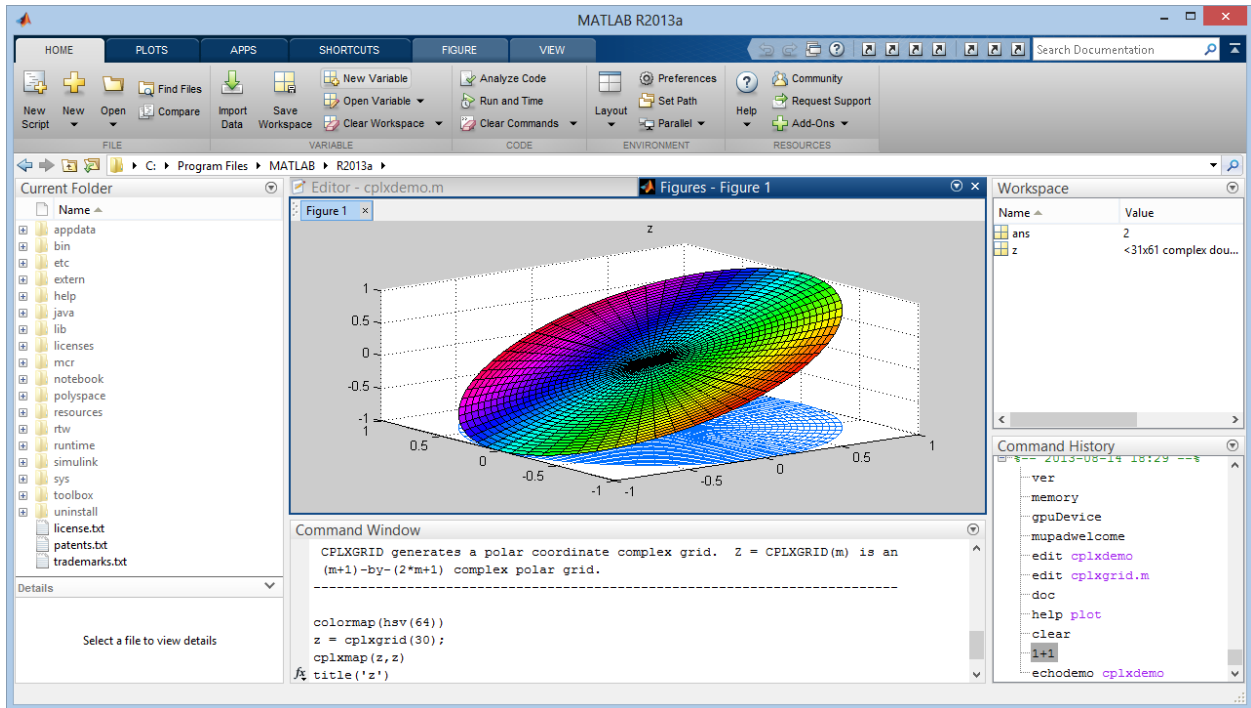 MATLAB R2013a
HOME PLOTS APPS SHORTCUTS FIGURE VIEW Search Documentation
New Script
New
Open
Find Files
Compare
FILE
Import Data
Save Workspace
New Variable
Open Variable
Clear Workspace
VARIABLE
Analyze Code
Run and Time
Clear Commands
CODE
Layout
Preferences
Set Path
Parallel
ENVIRONMENT
Help
Community
Request Support
Add-Ons
RESOURCES
C: Program Files MATLAB R2013a
Current Folder
Name
appdata
bin
etc
extern
help
java
lib
licenses
mcr
notebook
polyspace
resources
rtw
runtime
simulink
sys
toolbox
uninstall
license.txt
patents.txt
trademarks.txt
Details
Select a file to view details
Editor - cplxdemo.m
Figures - Figure 1
Figure 1
z
1
0.5
0
-0.5
-1
1
0.5
0
-0.5
-1
-1
-0.5
0
0.5
1
Command Window
CPLXGRID generates a polar coordinate complex grid. Z = CPLXGRID(m) is an
(m+1)-by-(2*m+1) complex polar grid.
--------------------------------------------------------------------------
colormap(hsv(64))
z = cplxgrid(30);
cplxmap(z,z)
fx title('z')
Workspace
Name Value
ans 2
z <31x61 complex dou...
Command History
%-- 2013-08-14 18:29 --%
ver
memory
gpuDevice
mupadwelcome
edit cplxdemo
edit cplxgrid.m
doc
help plot
clear
1+1
echodemo cplxdemo